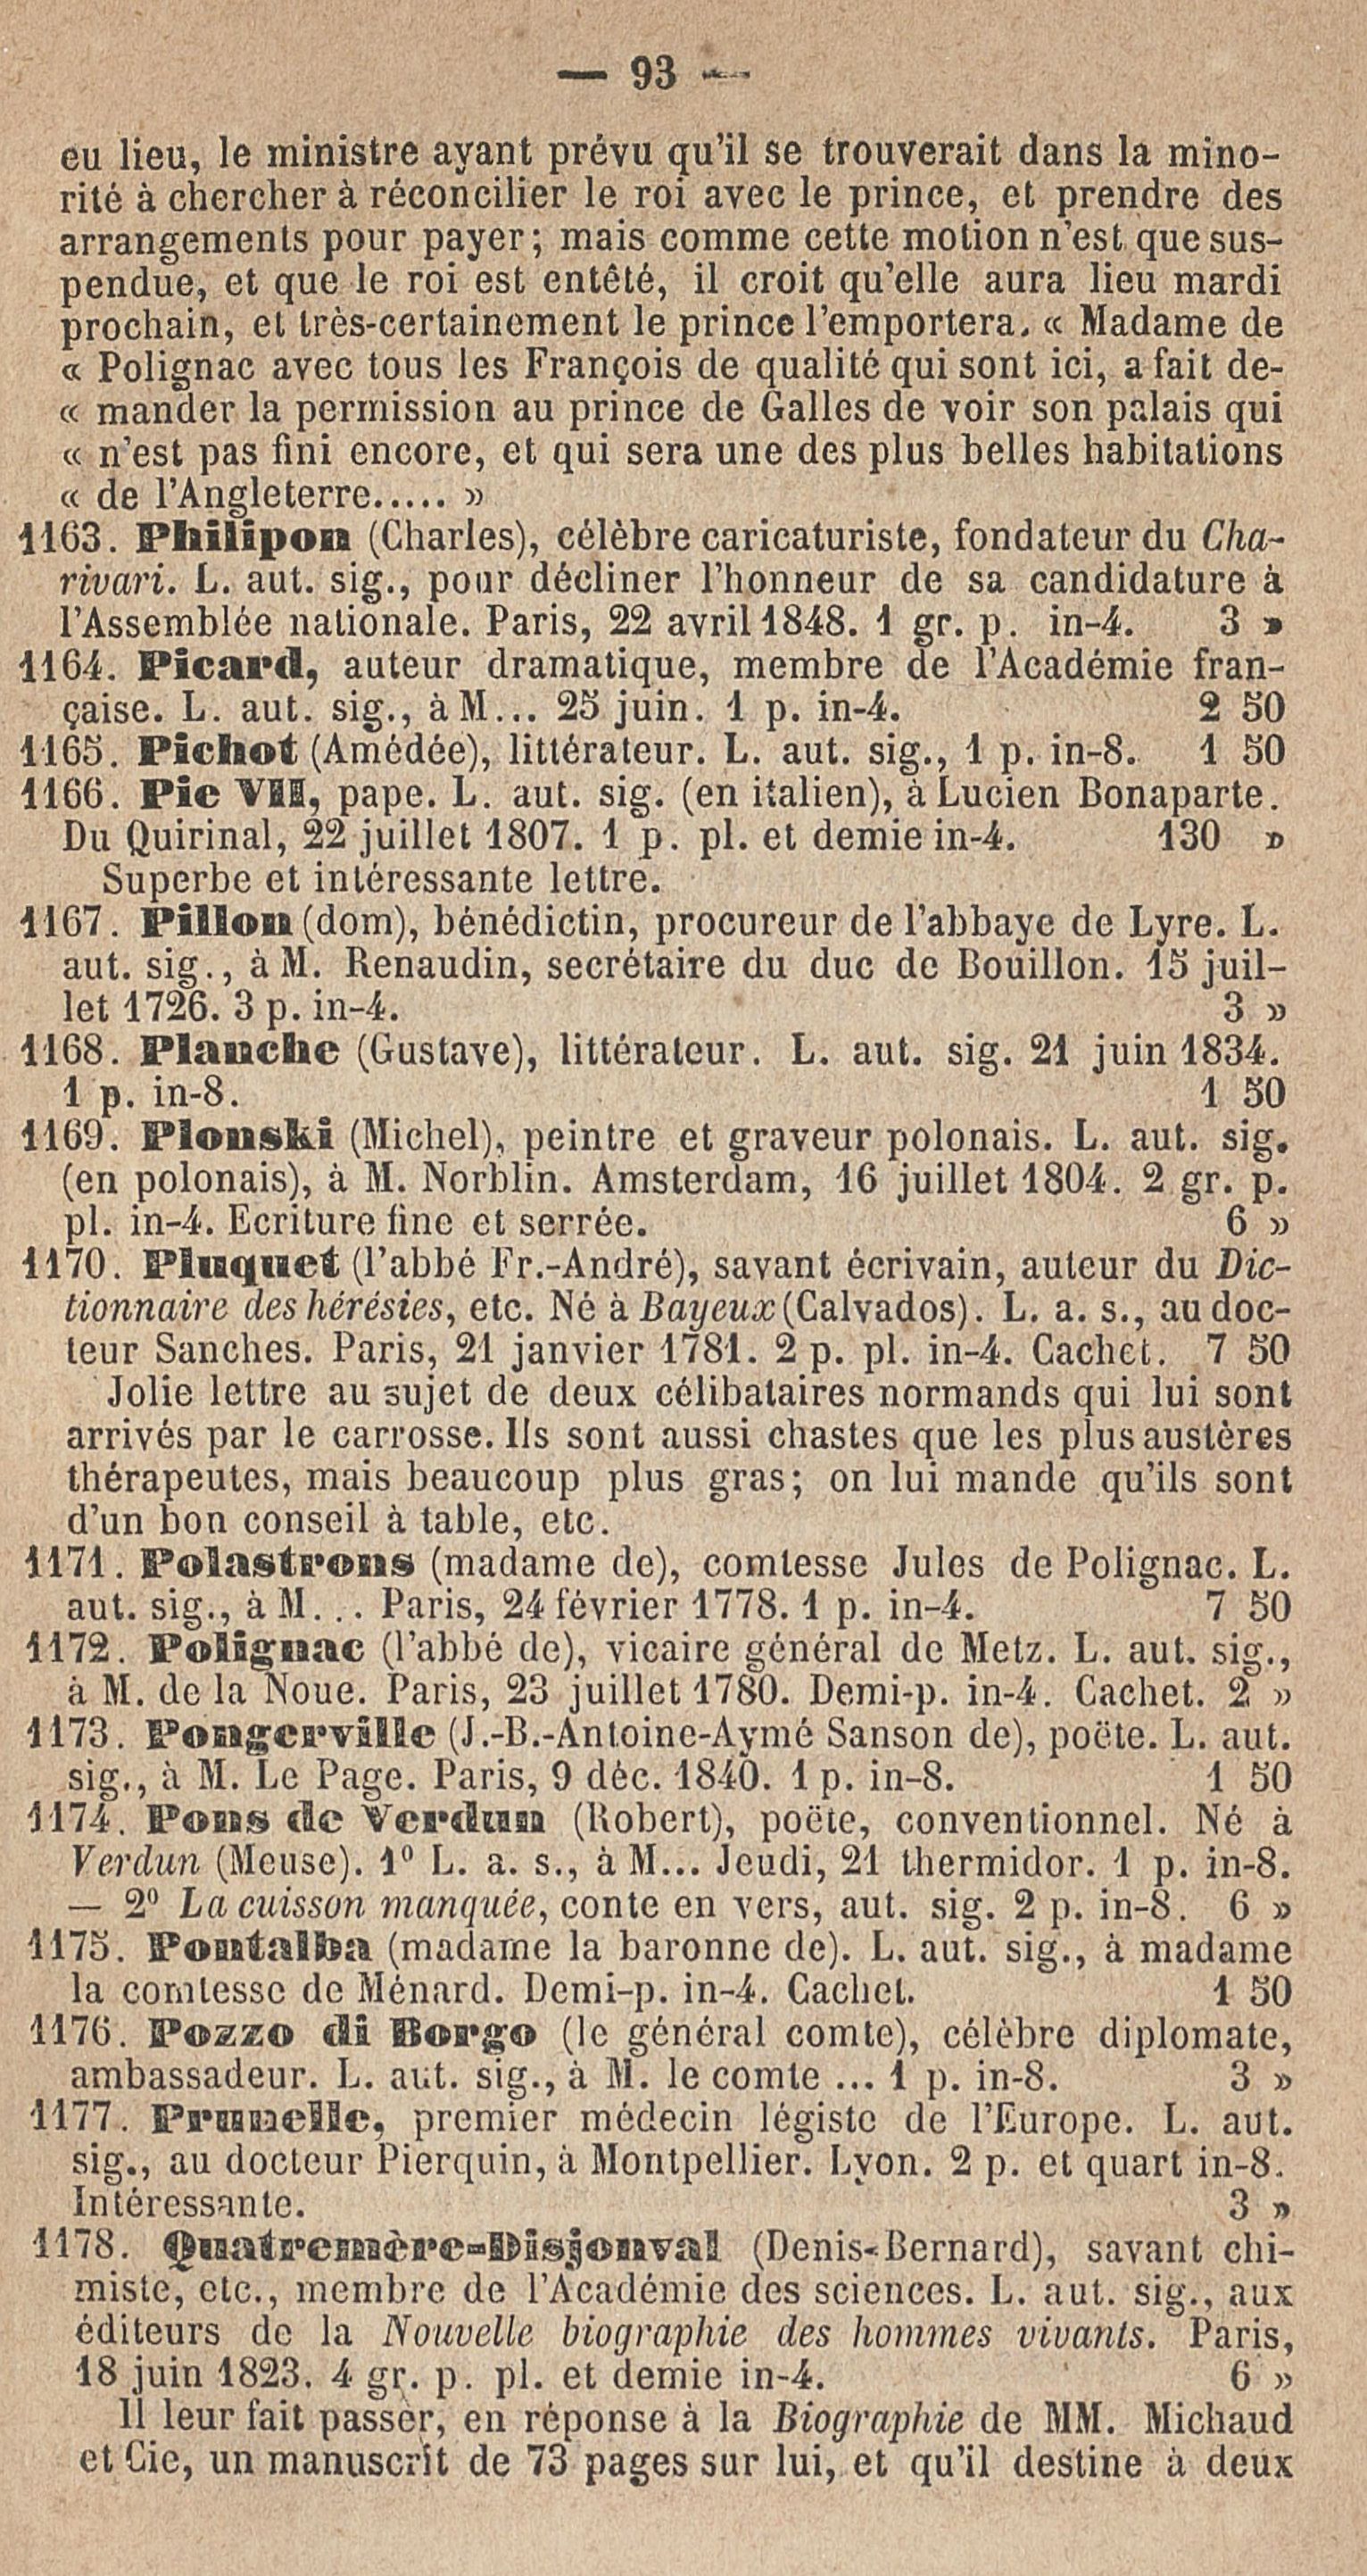 — 93 —
eu lieu, le ministre ayant prévu qu'il se trouverait dans la mino-
rité à chercher à réconcilier le roi avec le prince, et prendre des
arrangements pour payer; mais comme cette motion n'est que sus-
pendue, et que le roi est entêté, il croit qu'elle aura lieu mardi
prochain, et très-certainement le prince l'emportera. « Madame de
« Polignac avec tous les François de qualité qui sont ici, a fait de-
« mander la permission au prince de Galles de voir son palais qui
« n'est pas fini encore, et qui sera une des plus belles habitations
« de l'Angleterre..... »
1163. Philipon (Charles), célèbre caricaturiste, fondateur du Cha-
rivari. L. aut. sig., pour décliner l'honneur de sa candidature à
l'Assemblée nationale. Paris, 22 avril 1848. 1 gr. p. in-4. 3 »
1164. Picard, auteur dramatique, membre de l'Académie fran-
çaise. L. aut. sig., à M... 25 juin. 1 p. in-4. 2 50
1165. Pichot (Amédée), littérateur. L. aut. sig., 1 p. in-8. 1 50
1166. Pie VII, pape. L. aut. sig. (en italien), à Lucien Bonaparte.
Du Quirinal, 22 juillet 1807. 1 p. pl. et demie in-4. 130 »
Superbe et intéressante lettre.
1167. Pillon (dom), bénédictin, procureur de l'abbaye de Lyre. L.
aut. sig., à M. Renaudin, secrétaire du duc de Bouillon. 15 juil-
let 1726. 3 p. in-4. 3 »
1168. Planche (Gustave), littérateur. L. aut. sig. 21 juin 1834.
1 p. in-8. 1 50
1169. Plonski (Michel), peintre et graveur polonais. L. aut. sig.
(en polonais), à M. Norblin. Amsterdam, 16 juillet 1804. 2 gr. p.
pl. in-4. Ecriture fine et serrée. 6 »
1170. Pluquet (l'abbé Fr.-André), savant écrivain, auteur du Dic-
tionnaire des hérésies, etc. Né à Bayeux (Calvados). L. a. s., au doc-
teur Sanches. Paris, 21 janvier 1781. 2 p. pl. in-4. Cachet. 7 50
Jolie lettre au sujet de deux célibataires normands qui lui sont
arrivés par le carrosse. Ils sont aussi chastes que les plus austères
thérapeutes, mais beaucoup plus gras; on lui mande qu'ils sont
d'un bon conseil à table, etc.
1171. Polastrons (madame de), comtesse Jules de Polignac. L.
aut. sig., à M... Paris, 24 février 1778. 1 p. in-4. 7 50
1172. Polignac (l'abbé de), vicaire général de Metz. L. aut. sig.,
à M. de la Noue. Paris, 23 juillet 1780. Demi-p. in-4. Cachet. 2 »
1173. Pongerville (J.-B.-Antoine-Aymé Sanson de), poëte. L. aut.
sig., à M. Le Page. Paris, 9 déc. 1840. 1 p. in-8. 1 50
1174. Pons de Verdun (Robert), poëte, conventionnel. Né à
Verdun (Meuse). 1º L. a. s., à M... Jeudi, 21 thermidor. 1 p. in-8.
— 2º La cuisson manquée, conte en vers, aut. sig. 2 p. in-8. 6 »
1175. Pontalba (madame la baronne de). L. aut. sig., à madame
la comtesse de Ménard. Demi-p. in-4. Cachet. 1 50
1176. Pozzo di Borgo (le général comte), célèbre diplomate,
ambassadeur. L. aut. sig., à M. le comte ... 1 p. in-8. 3 »
1177. Prunelle, premier médecin légiste de l'Europe. L. aut.
sig., au docteur Pierquin, à Montpellier. Lyon. 2 p. et quart in-8.
Intéressante. 3 »
1178. Quatremère-Disjonval (Denis-Bernard), savant chi-
miste, etc., membre de l'Académie des sciences. L. aut. sig., aux
éditeurs de la Nouvelle biographie des hommes vivants. Paris,
18 juin 1823. 4 gr. p. pl. et demie in-4. 6 »
Il leur fait passer, en réponse à la Biographie de MM. Michaud
et Cie, un manuscrit de 73 pages sur lui, et qu'il destine à deux